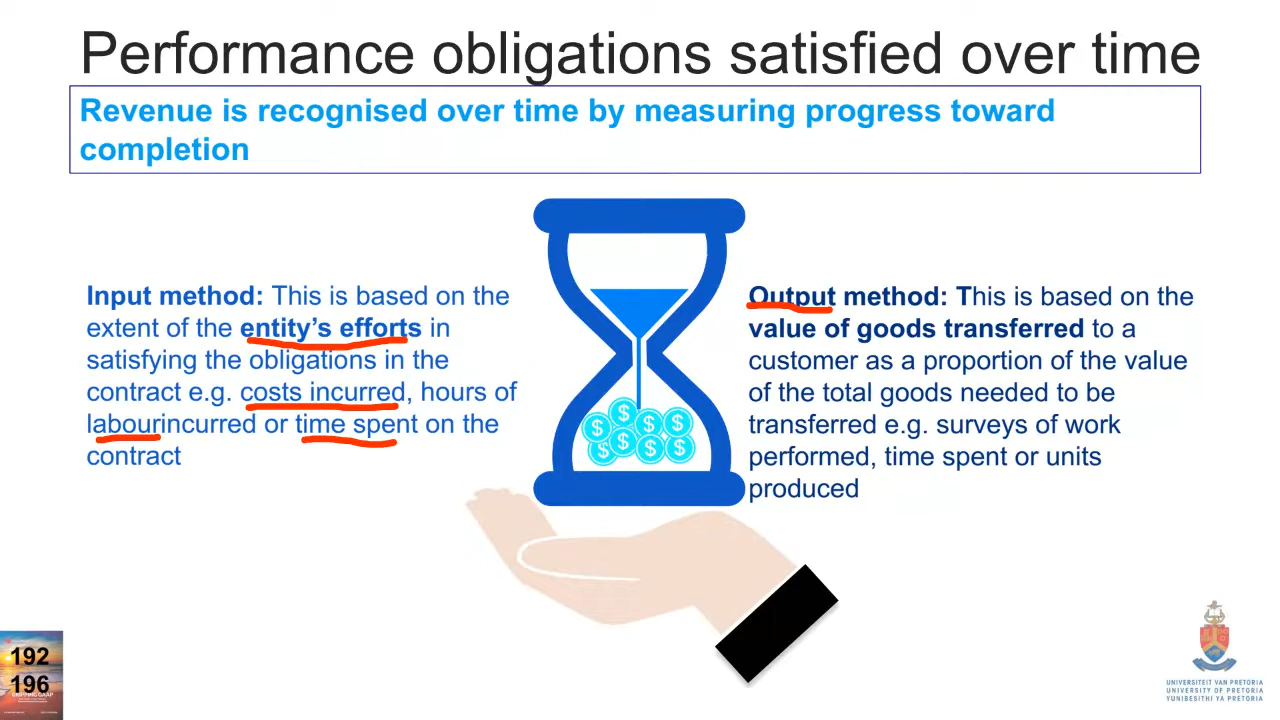 Performance obligations satisfied over time
Revenue is recognised over time by measuring progress toward
completion
Input method: This is based on the
extent of the entity's efforts in
satisfying the obligations in the
contract e.g. costs incurred, hours of
labourincurred or time spent on the
contract
Output method: This is based on the
value of goods transferred to a
customer as a proportion of the value
of the total goods needed to be
transferred e.g. surveys of work
performed, time spent or units
produced
$ $ $ $
$ $ $ $
192
196
GRIPPING GAAP
UNIVERSITEIT VAN PRETORIA
UNIVERSITY OF PRETORIA
YUNIBESITHI YA PRETORIA